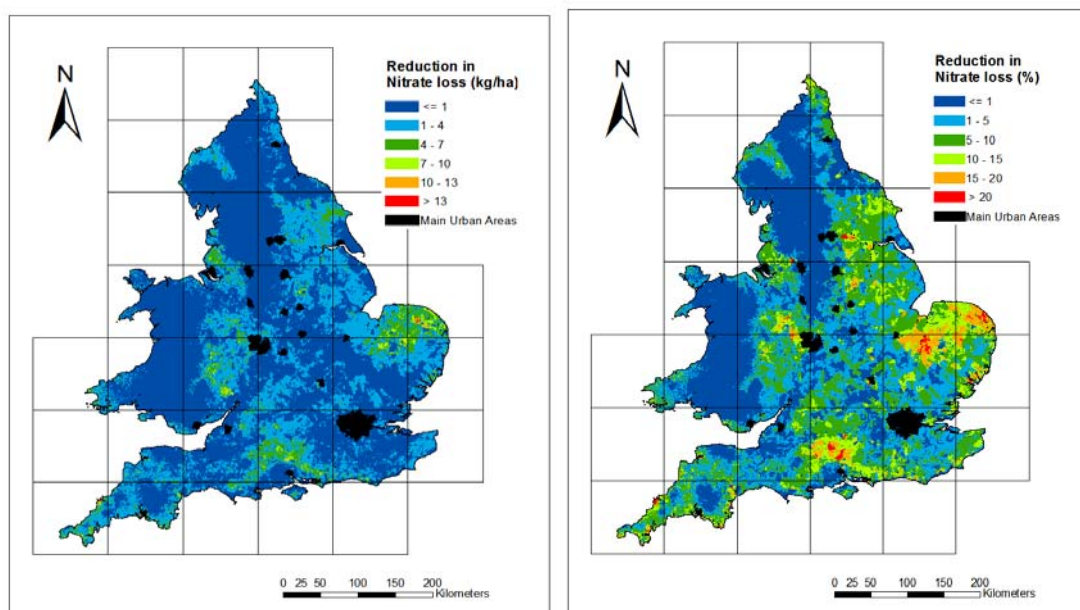 N
Reduction in
Nitrate loss (kg/ha)
<= 1
1 - 4
4 - 7
7 - 10
10 - 13
> 13
Main Urban Areas
0 25 50 100 150 200
Kilometers
N
Reduction in
Nitrate loss (%)
<= 1
1 - 5
5 - 10
10 - 15
15 - 20
> 20
Main Urban Areas
0 25 50 100 150 200
Kilometers